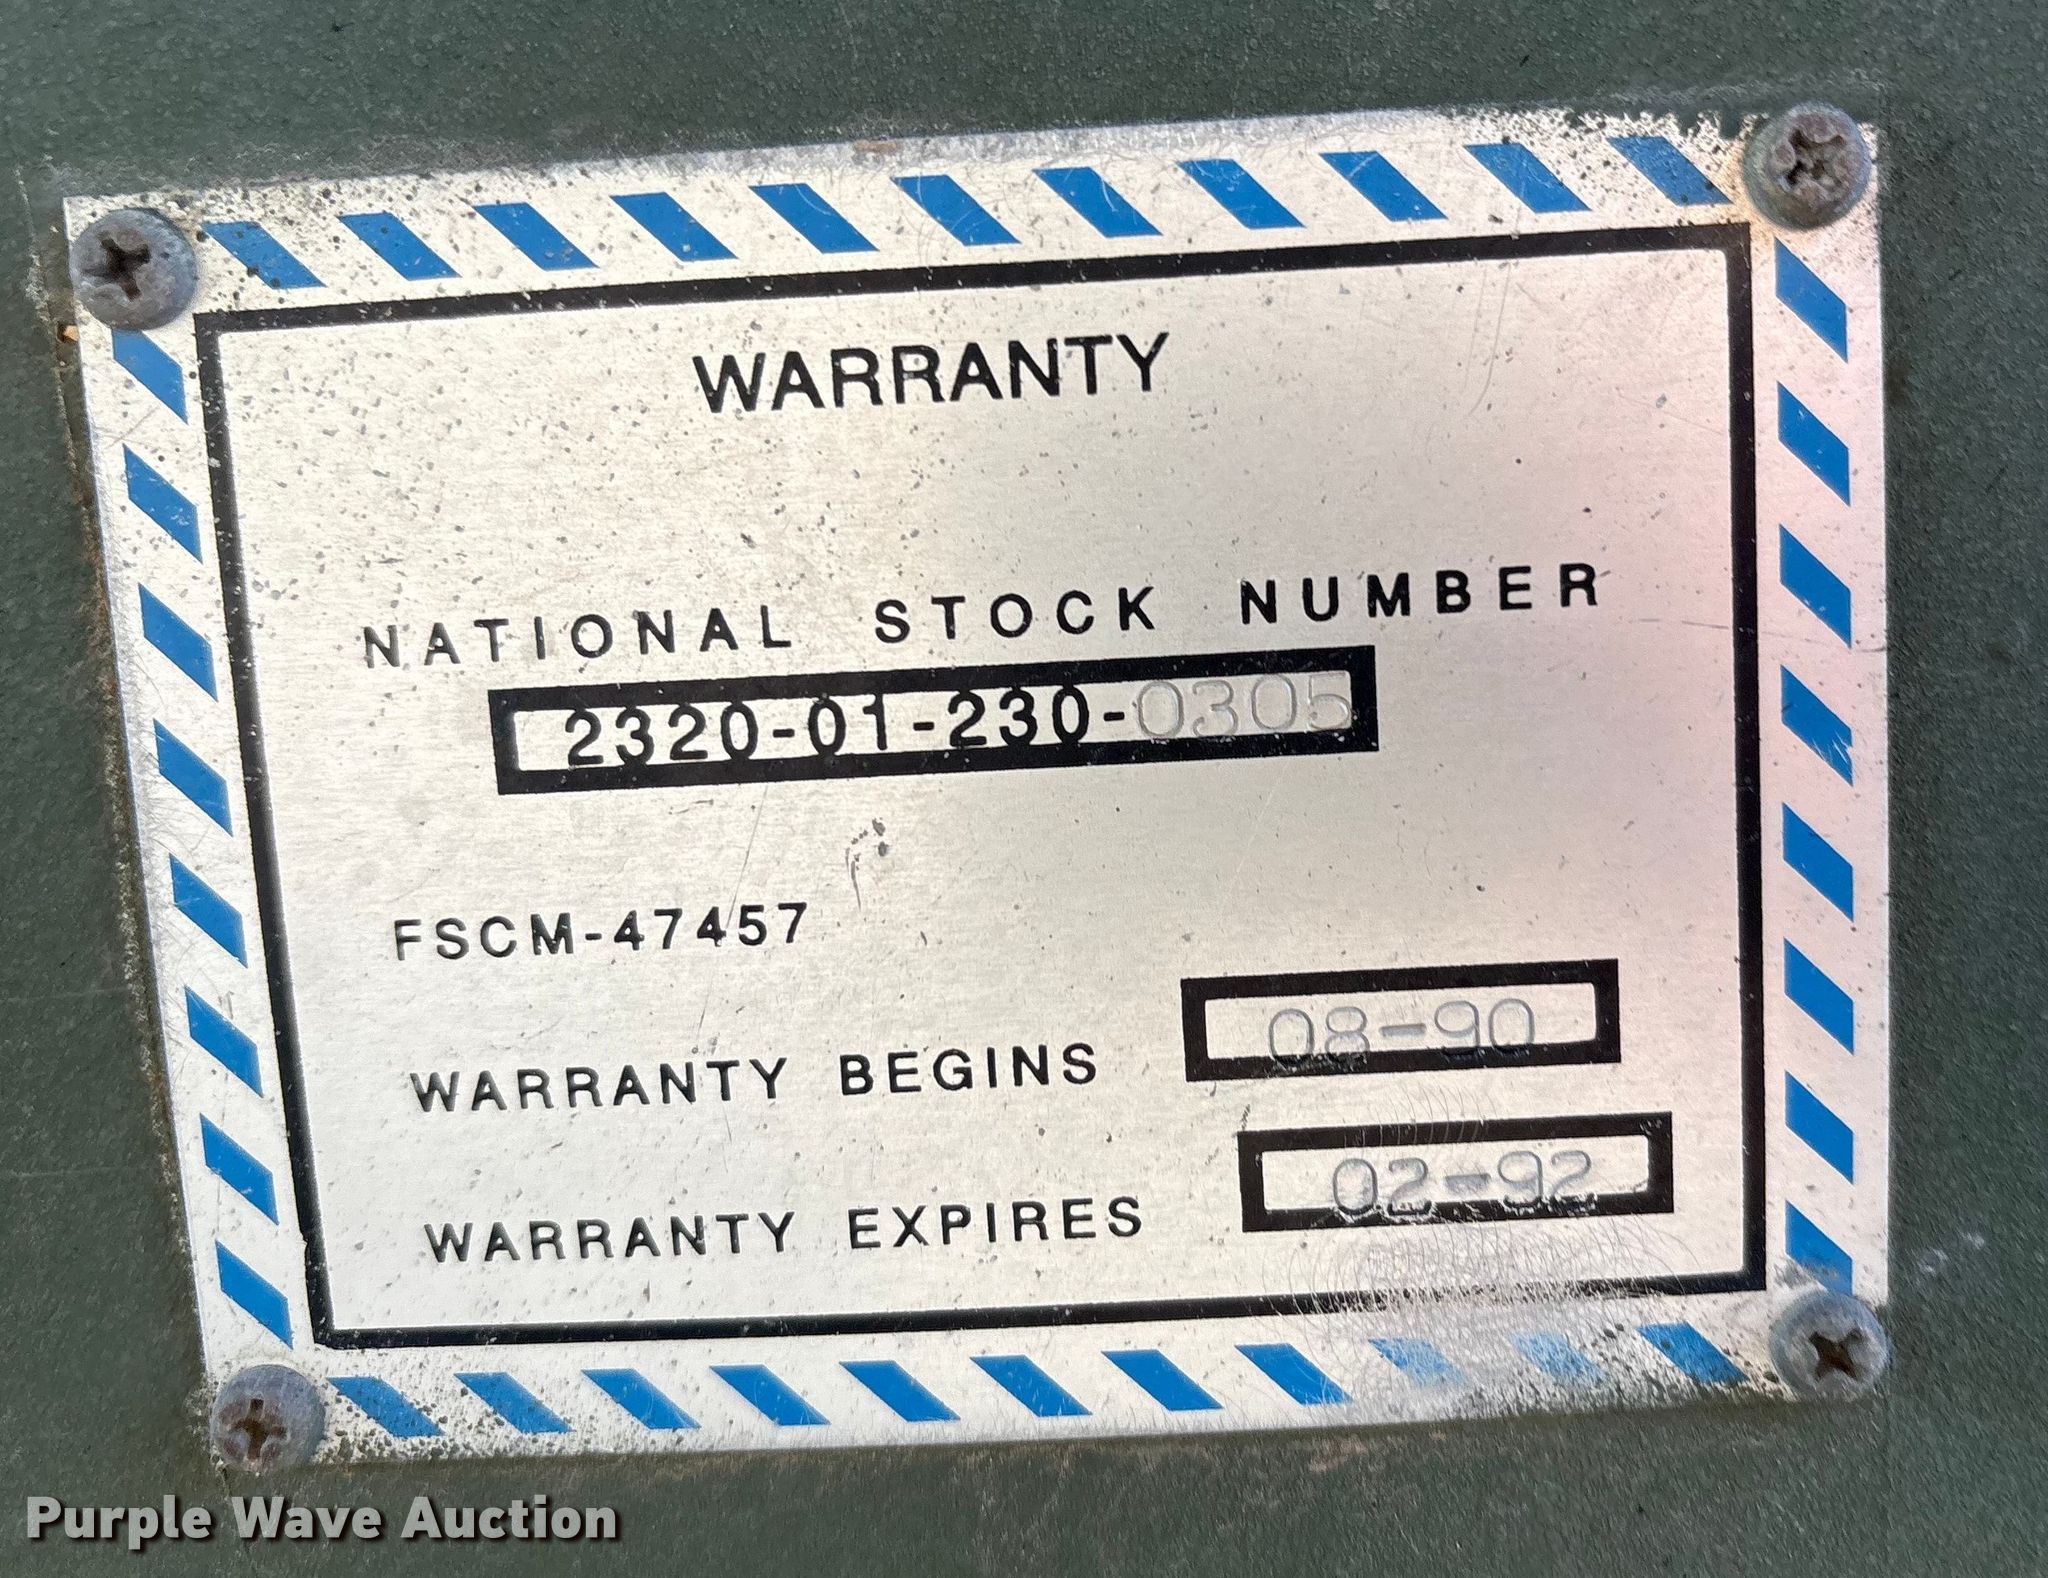 WARRANTY
NATIONAL STOCK NUMBER
2320-01-230-0305
FSCM-47457
WARRANTY BEGINS 08-90
WARRANTY EXPIRES 02-92
Purple Wave Auction